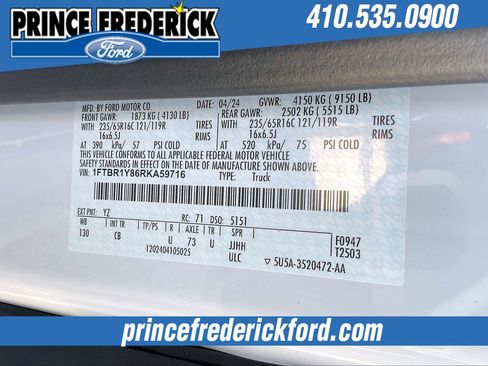 PRINCE FREDERICK
Ford
410.535.0900
MFD. BY FORD MOTOR CO. DATE: 04/24 GVWR: 4150 KG ( 9150 LB)
FRONT GAWR: 1873 KG ( 4130 LB) REAR GAWR: 2502 KG ( 5515 LB)
WITH 235/65R16C 121/119R TIRES WITH 235/65R16C 121/119R TIRES
16x6.5J RIMS 16x6.5J RIMS
AT 390 kPa/ 57 PSI COLD AT 520 kPa/ 75 PSI COLD
THIS VEHICLE CONFORMS TO ALL APPLICABLE FEDERAL MOTOR VEHICLE
SAFETY STANDARDS IN EFFECT ON THE DATE OF MANUFACTURE SHOWN ABOVE.
VIN: 1FTBR1Y86RKA59716 TYPE: Truck
EXT PNT: YZ RC: 71 DSO: 5151
WB TP/PS R AXLE TR SPR
130 CB U 73 U JJHH F0947
1202404105025 ULC T2503
5U5A-3520472-AA
princefrederickford.com